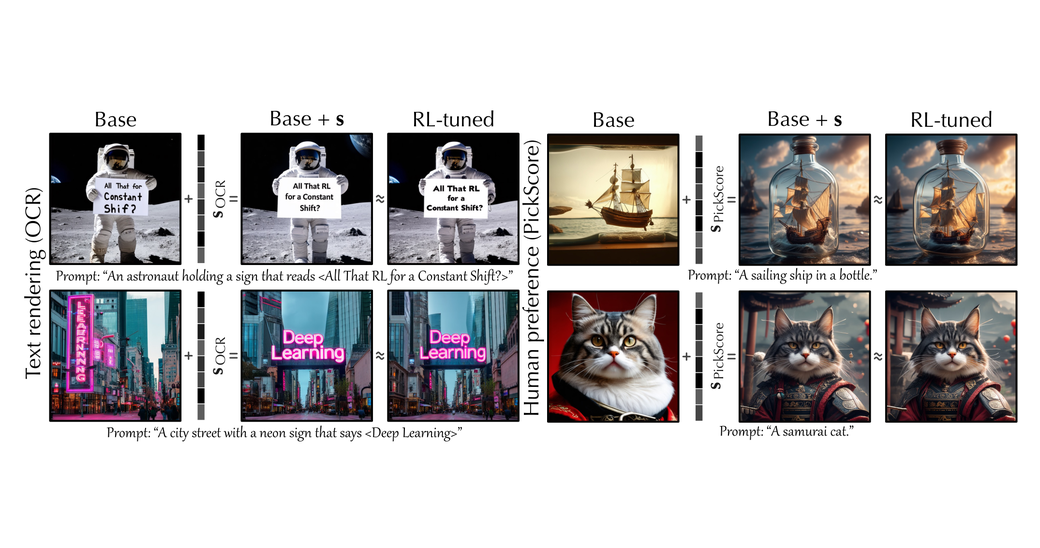 Text rendering (OCR)
Base
Base + s
RL-tuned
All That for
Constant
Shif?
+
s OCR
=
All That RL
for a Constant
Shift?
≈
All That RL
for a
Constant Shift?
Prompt: “An astronaut holding a sign that reads <All That RL for a Constant Shift?>”
+
s OCR
=
Deep
Learning
≈
Deep
Learning
Prompt: “A city street with a neon sign that says <Deep Learning>”
Human preference (PickScore)
Base
Base + s
RL-tuned
+
s PickScore
=
≈
Prompt: “A sailing ship in a bottle.”
+
s PickScore
=
≈
Prompt: “A samurai cat.”